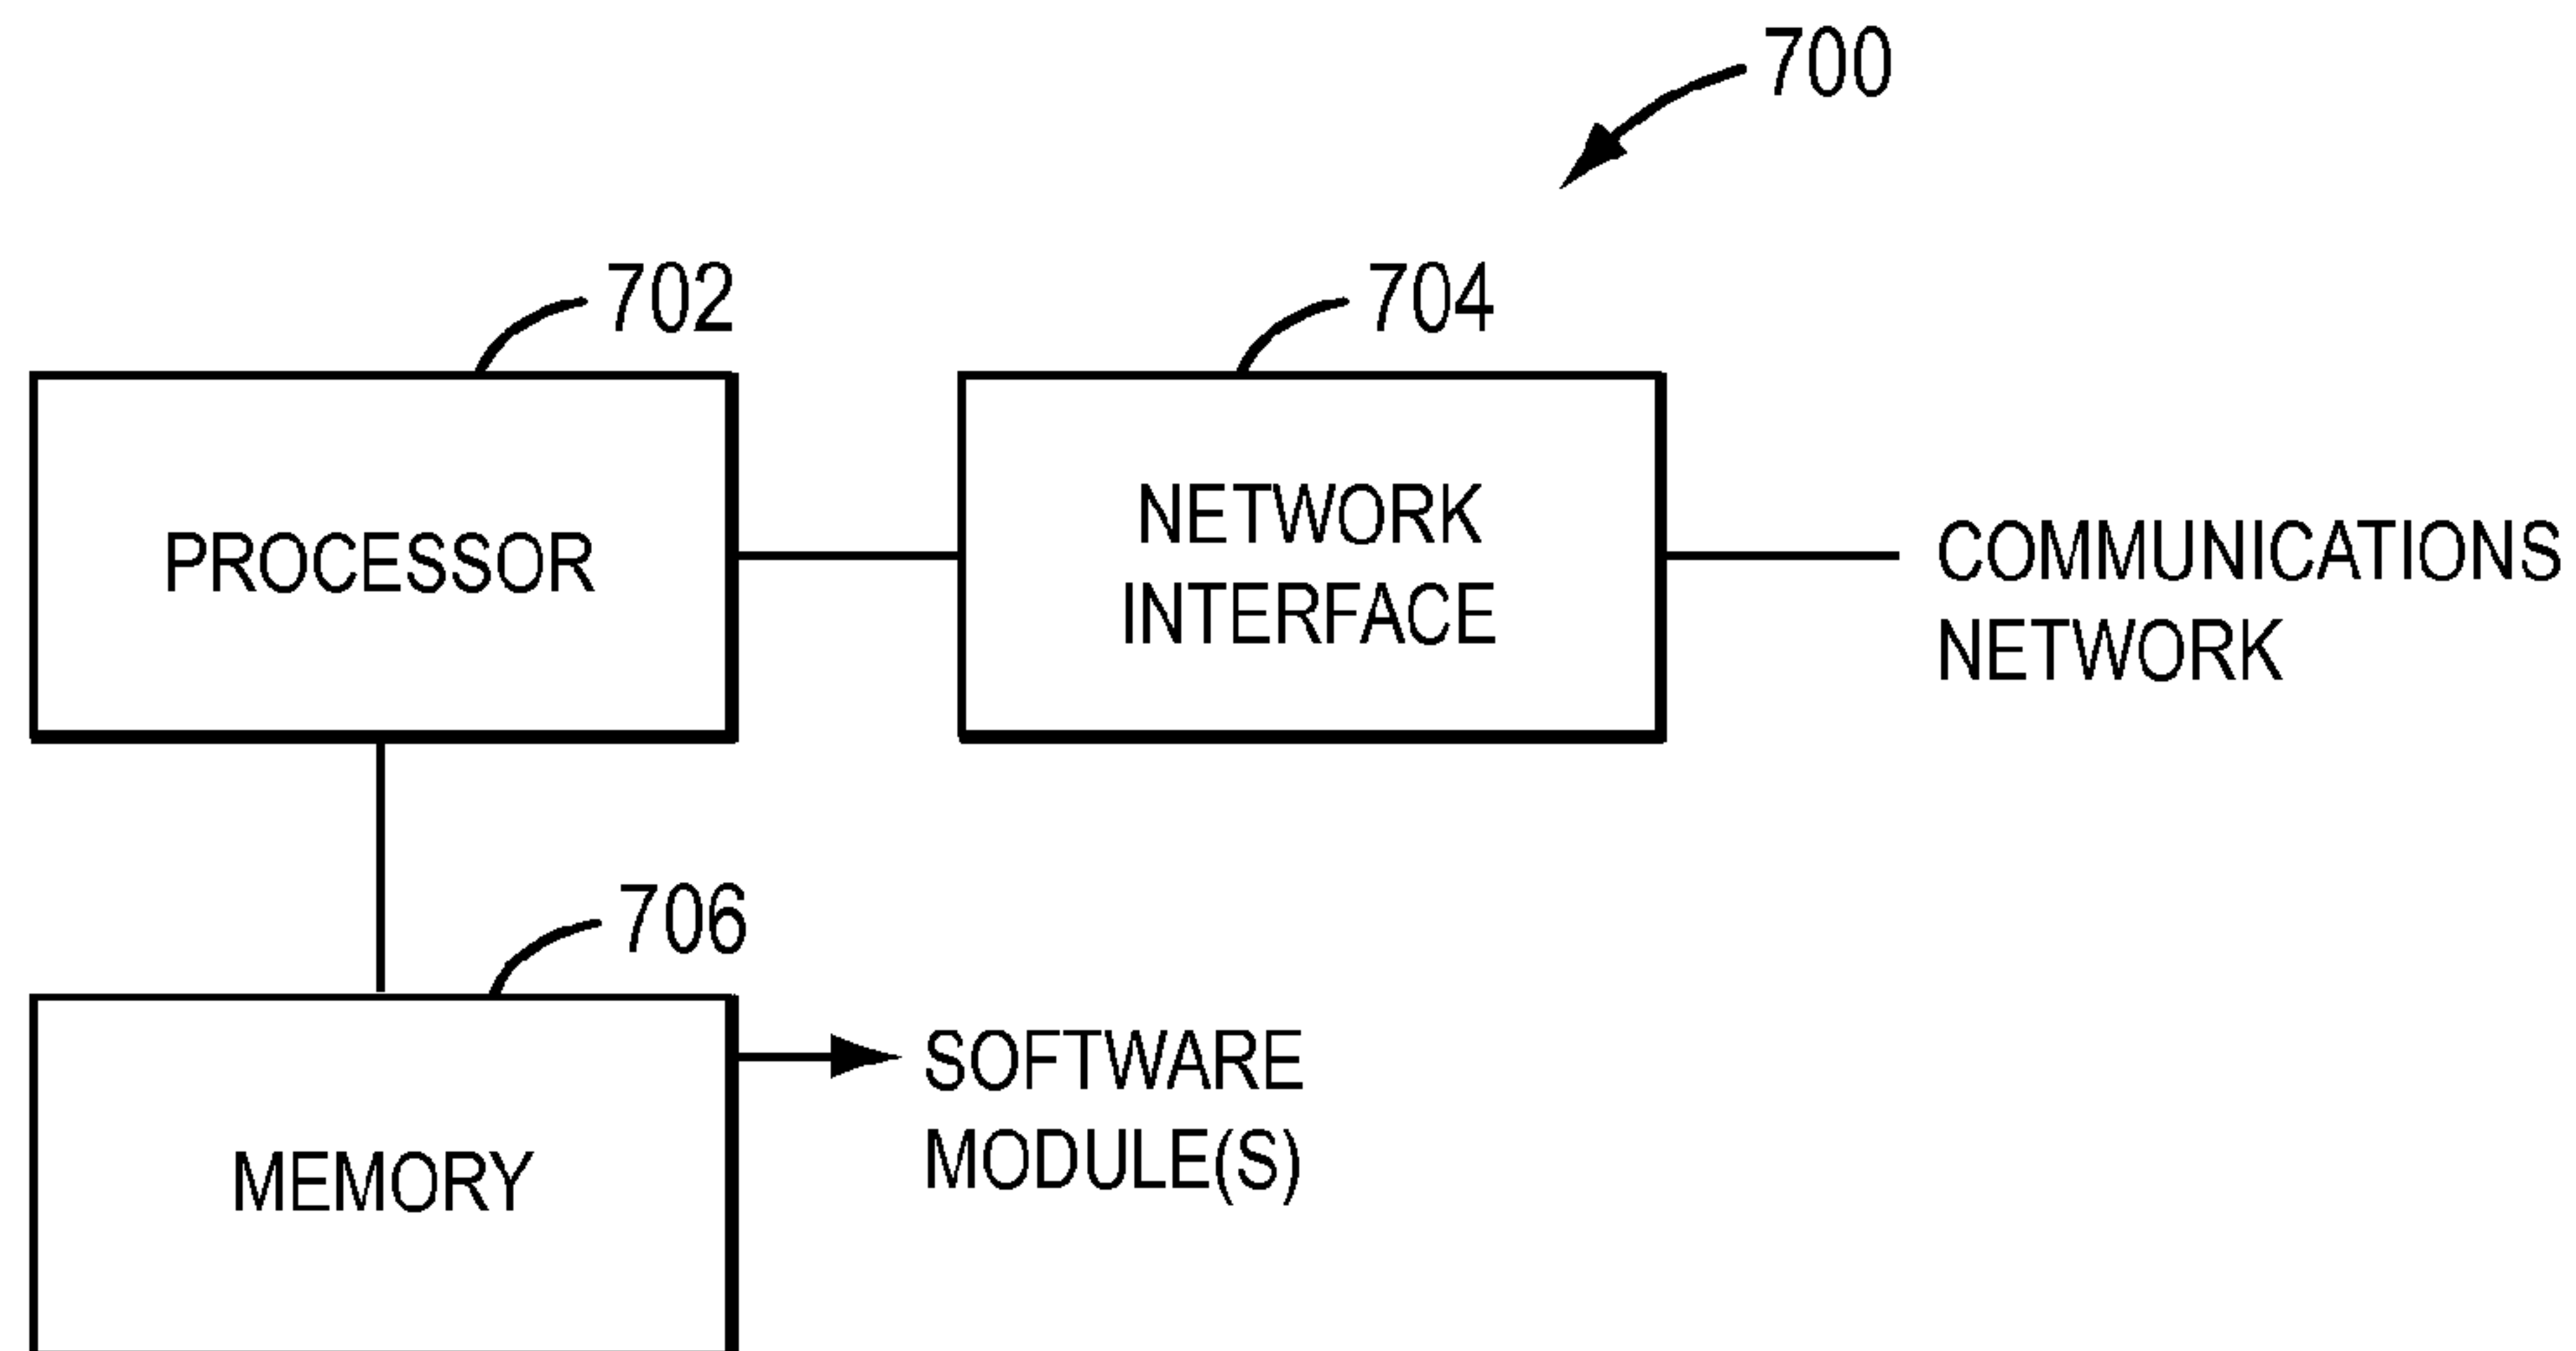 700
702
704
PROCESSOR
NETWORK
INTERFACE
COMMUNICATIONS
NETWORK
706
MEMORY
SOFTWARE
MODULE(S)